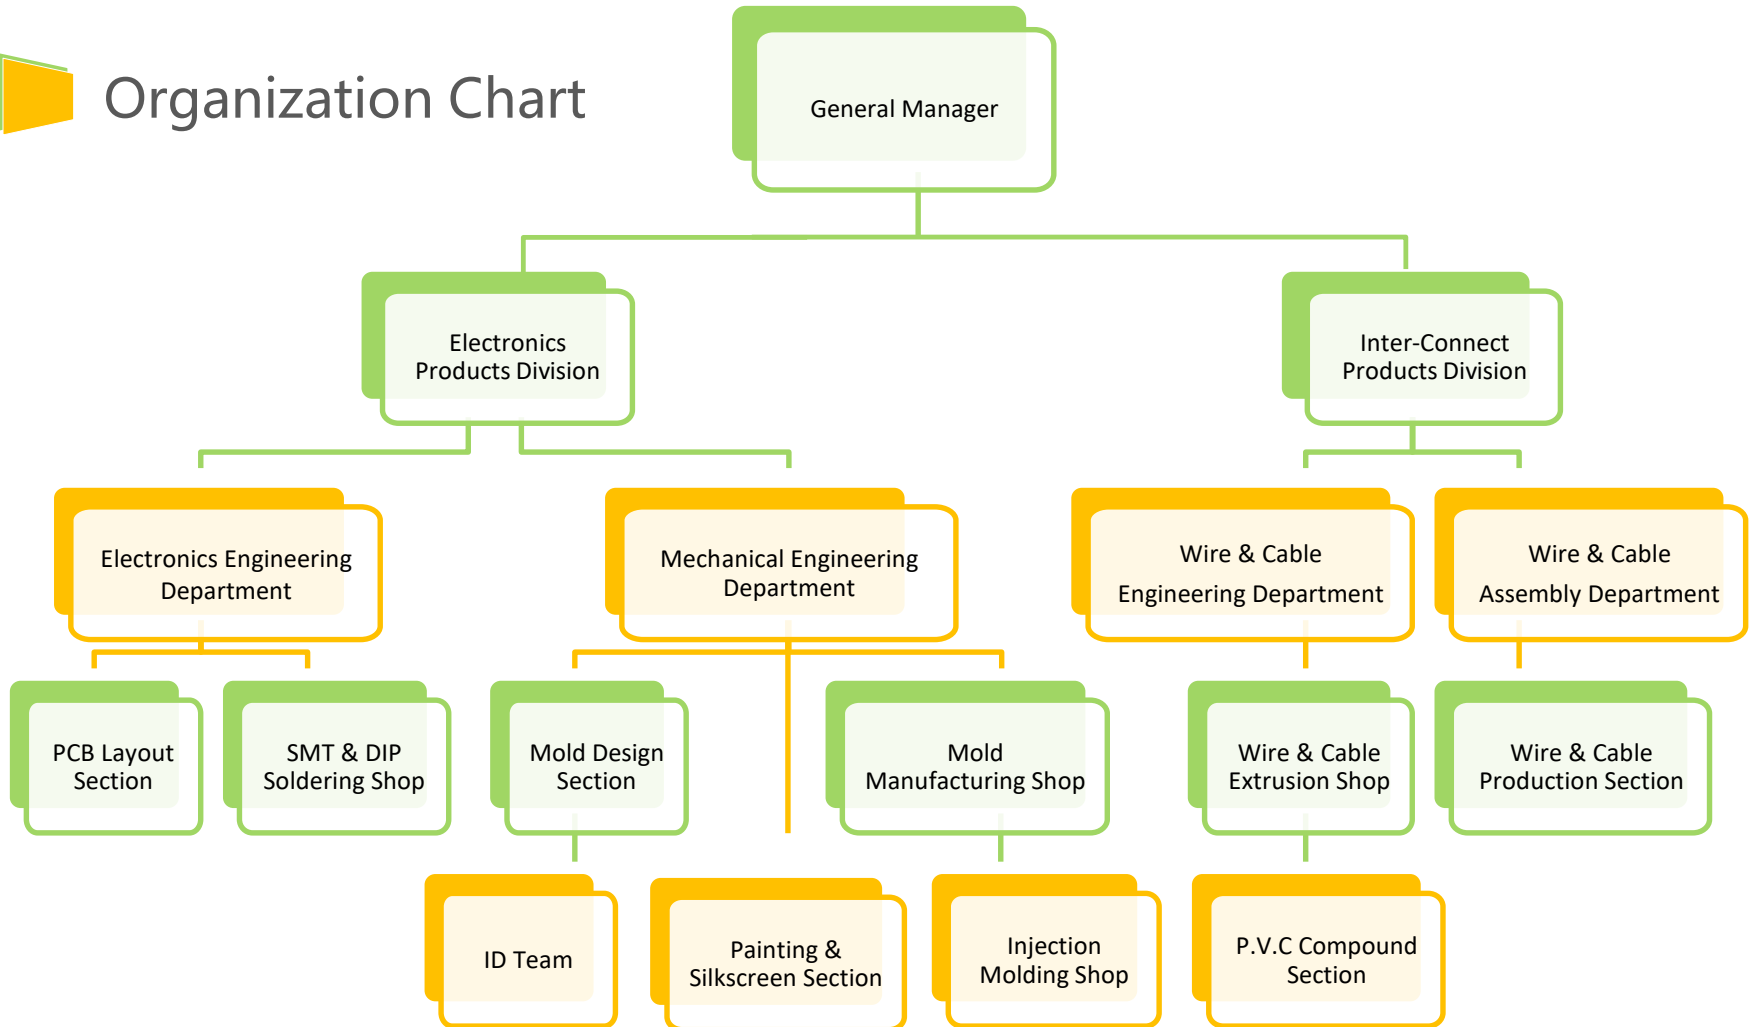 Organization Chart
General Manager
Electronics
Products Division
Inter-Connect
Products Division
Electronics Engineering
Department
Mechanical Engineering
Department
Wire & Cable
Engineering Department
Wire & Cable
Assembly Department
PCB Layout
Section
SMT & DIP
Soldering Shop
Mold Design
Section
Mold
Manufacturing Shop
Wire & Cable
Extrusion Shop
Wire & Cable
Production Section
ID Team
Painting &
Silkscreen Section
Injection
Molding Shop
P.V.C Compound
Section